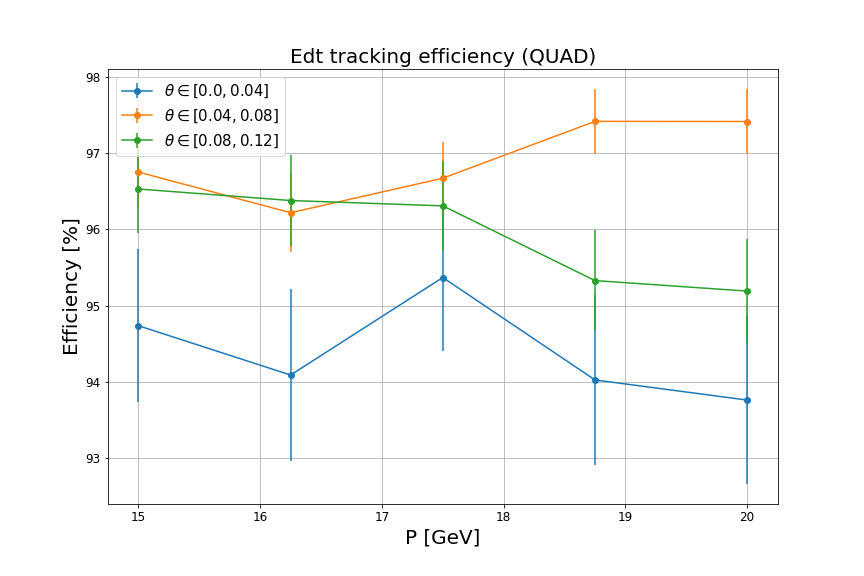 Edt tracking efficiency (QUAD)
98
97
96
95
94
93
Efficiency [%]
θ ∈ [0.0, 0.04]
θ ∈ [0.04, 0.08]
θ ∈ [0.08, 0.12]
15 16 17 18 19 20
P [GeV]